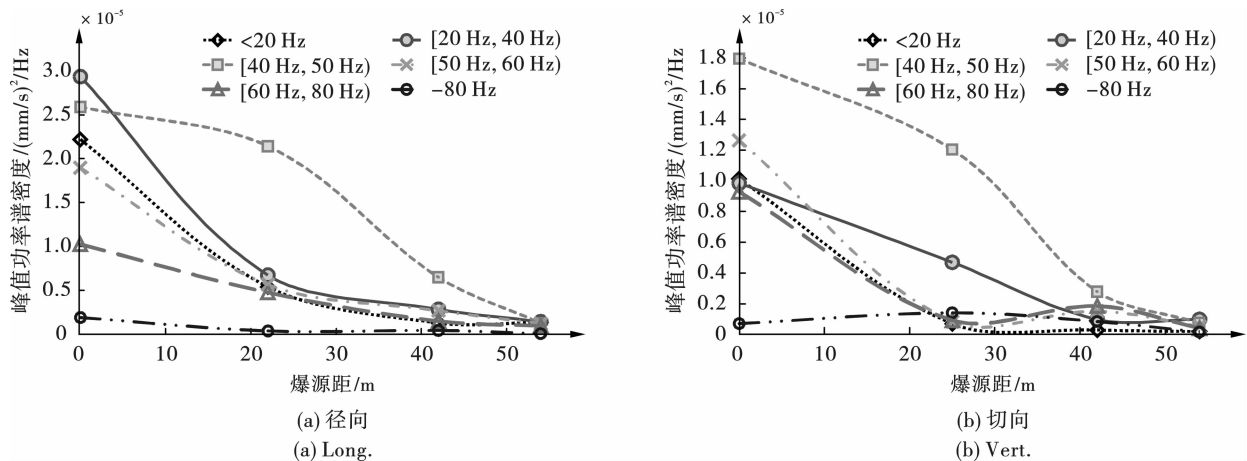 × 10⁻⁵
峰值功率谱密度/(mm/s)²/Hz
<20 Hz
[20 Hz, 40 Hz)
[40 Hz, 50 Hz)
[50 Hz, 60 Hz)
[60 Hz, 80 Hz)
−80 Hz
3.0
2.5
2.0
1.5
1.0
0.5
0
0 10 20 30 40 50
爆源距/m
(a) 径向
(a) Long.
× 10⁻⁵
峰值功率谱密度/(mm/s)²/Hz
<20 Hz
[20 Hz, 40 Hz)
[40 Hz, 50 Hz)
[50 Hz, 60 Hz)
[60 Hz, 80 Hz)
−80 Hz
1.8
1.6
1.4
1.2
1.0
0.8
0.6
0.4
0.2
0
0 10 20 30 40 50
爆源距/m
(b) 切向
(b) Vert.